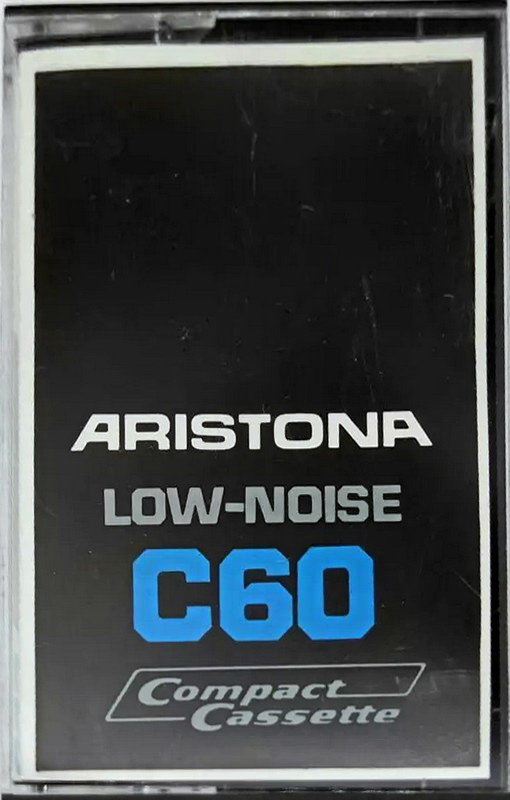 ARISTONA
LOW-NOISE
C60
Compact
Cassette